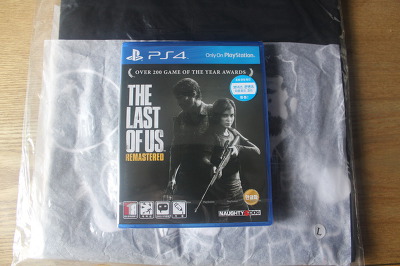 PS4
Only On PlayStation
OVER 200 GAME OF THE YEAR AWARDS
THE
LAST
OF US
REMASTERED
NAUGHTY DOG
L